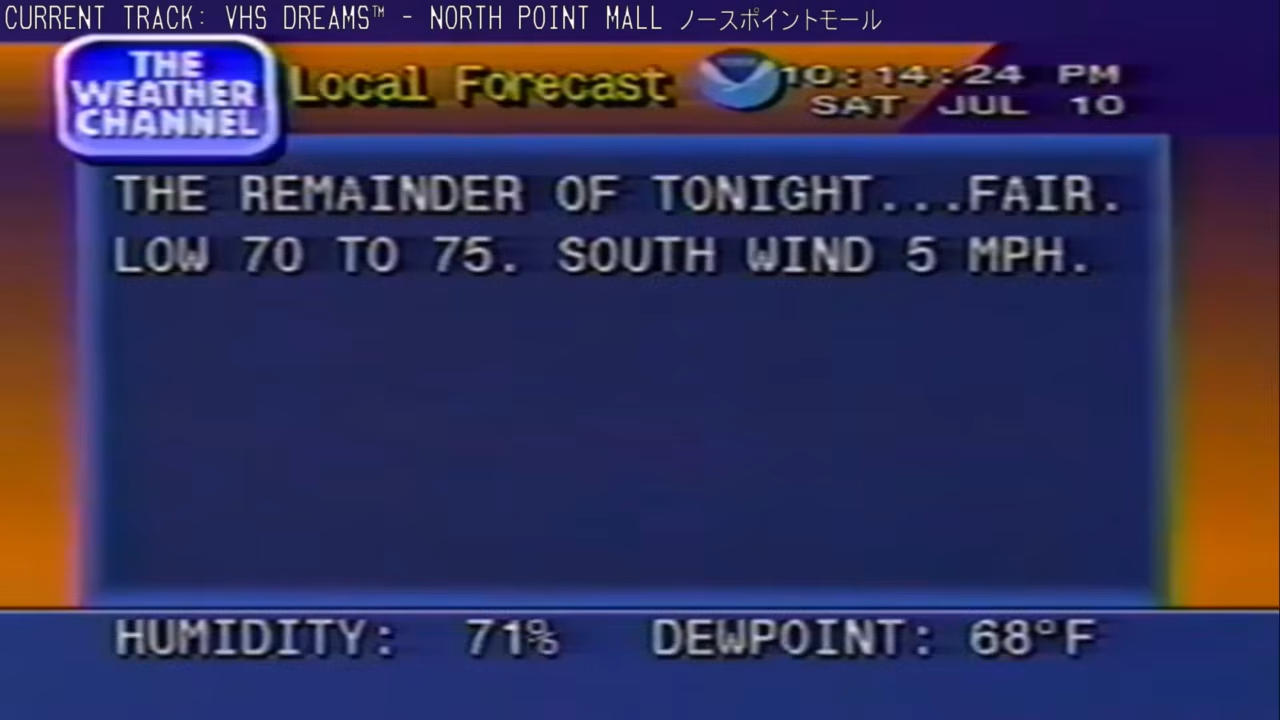 CURRENT TRACK: VHS DREAMS™ - NORTH POINT MALL ノースポイントモール
THE
WEATHER
CHANNEL
Local Forecast
10:14:24 PM
SAT JUL 10
THE REMAINDER OF TONIGHT...FAIR.
LOW 70 TO 75. SOUTH WIND 5 MPH.
HUMIDITY: 71% DEWPOINT: 68°F